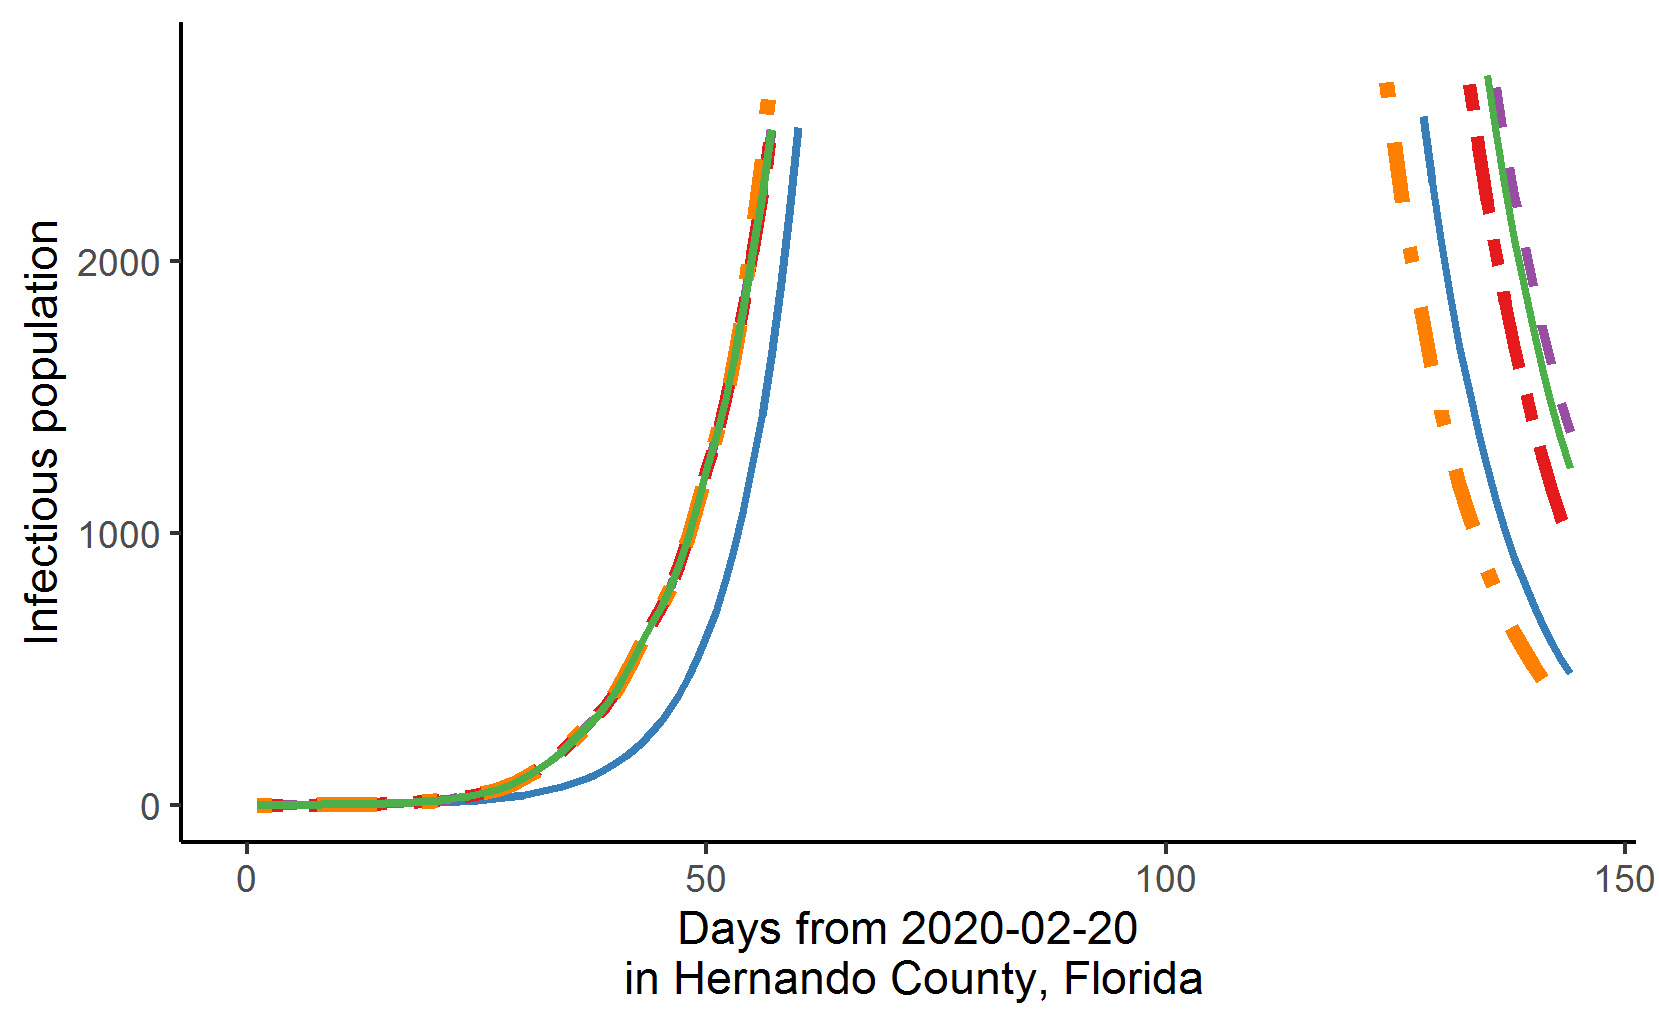 Infectious population
2000
1000
0
0 50 100 150
Days from 2020-02-20
in Hernando County, Florida